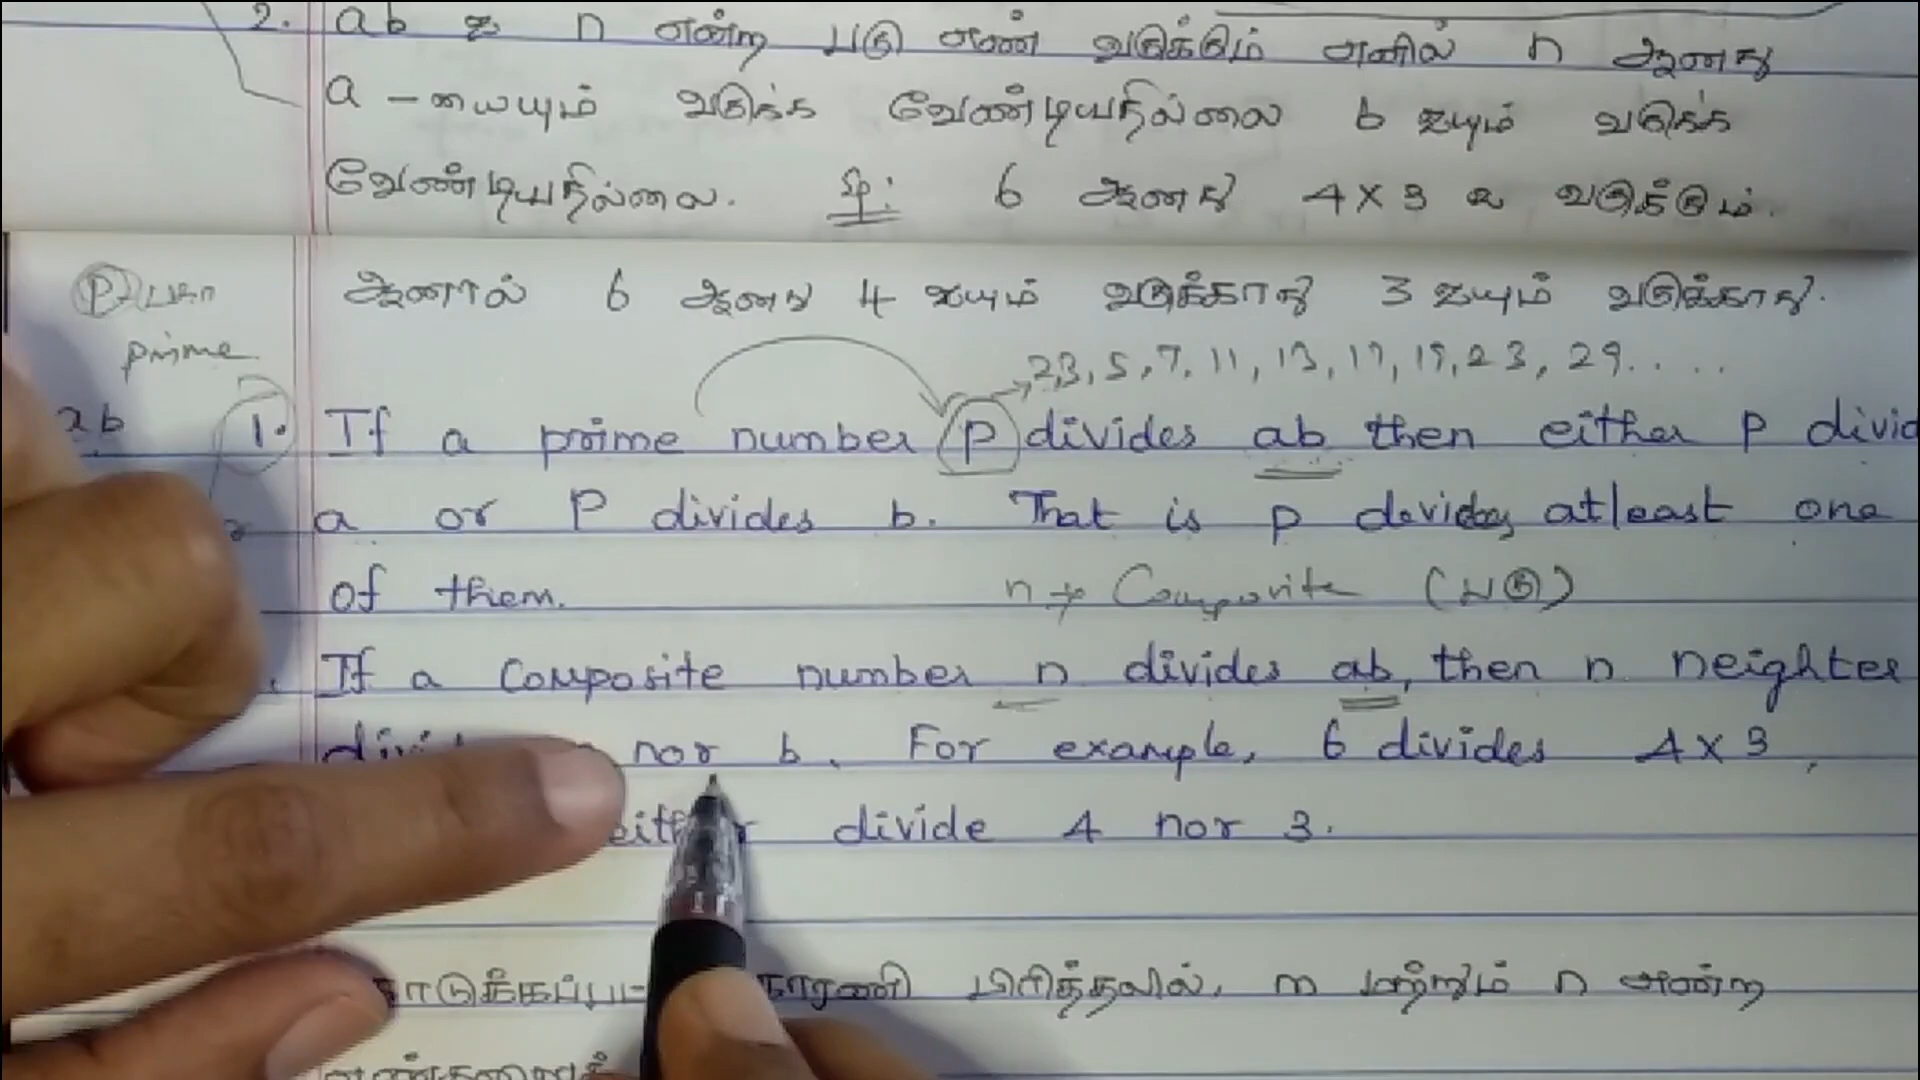 2. ab ஐ n என்ற பகு எண் வகுக்கும் எனில் n ஆனது
a - யையும் வகுக்க வேண்டியதில்லை b ஐயும் வகுக்க
வேண்டியதில்லை. 6 ஆனது 4 x 3 ஐ வகுக்கும்.
ஆனால் 6 ஆனது 4 ஐயும் வகுக்காது 3 ஐயும் வகுக்காது.
P பகா
prime
2,3, 5, 7, 11, 13, 17, 19, 23, 29.....
ab
1. If a prime number p divides ab then either p divid
a or P divides b. That is p devides atleast one
of them.
n → Composite (பகு)
If a composite number n divides ab, then n neighter
nor b. For example, 6 divides 4 x 3,
divide 4 nor 3.
காரணி பிரித்தலில், m மற்றும் n என்ற